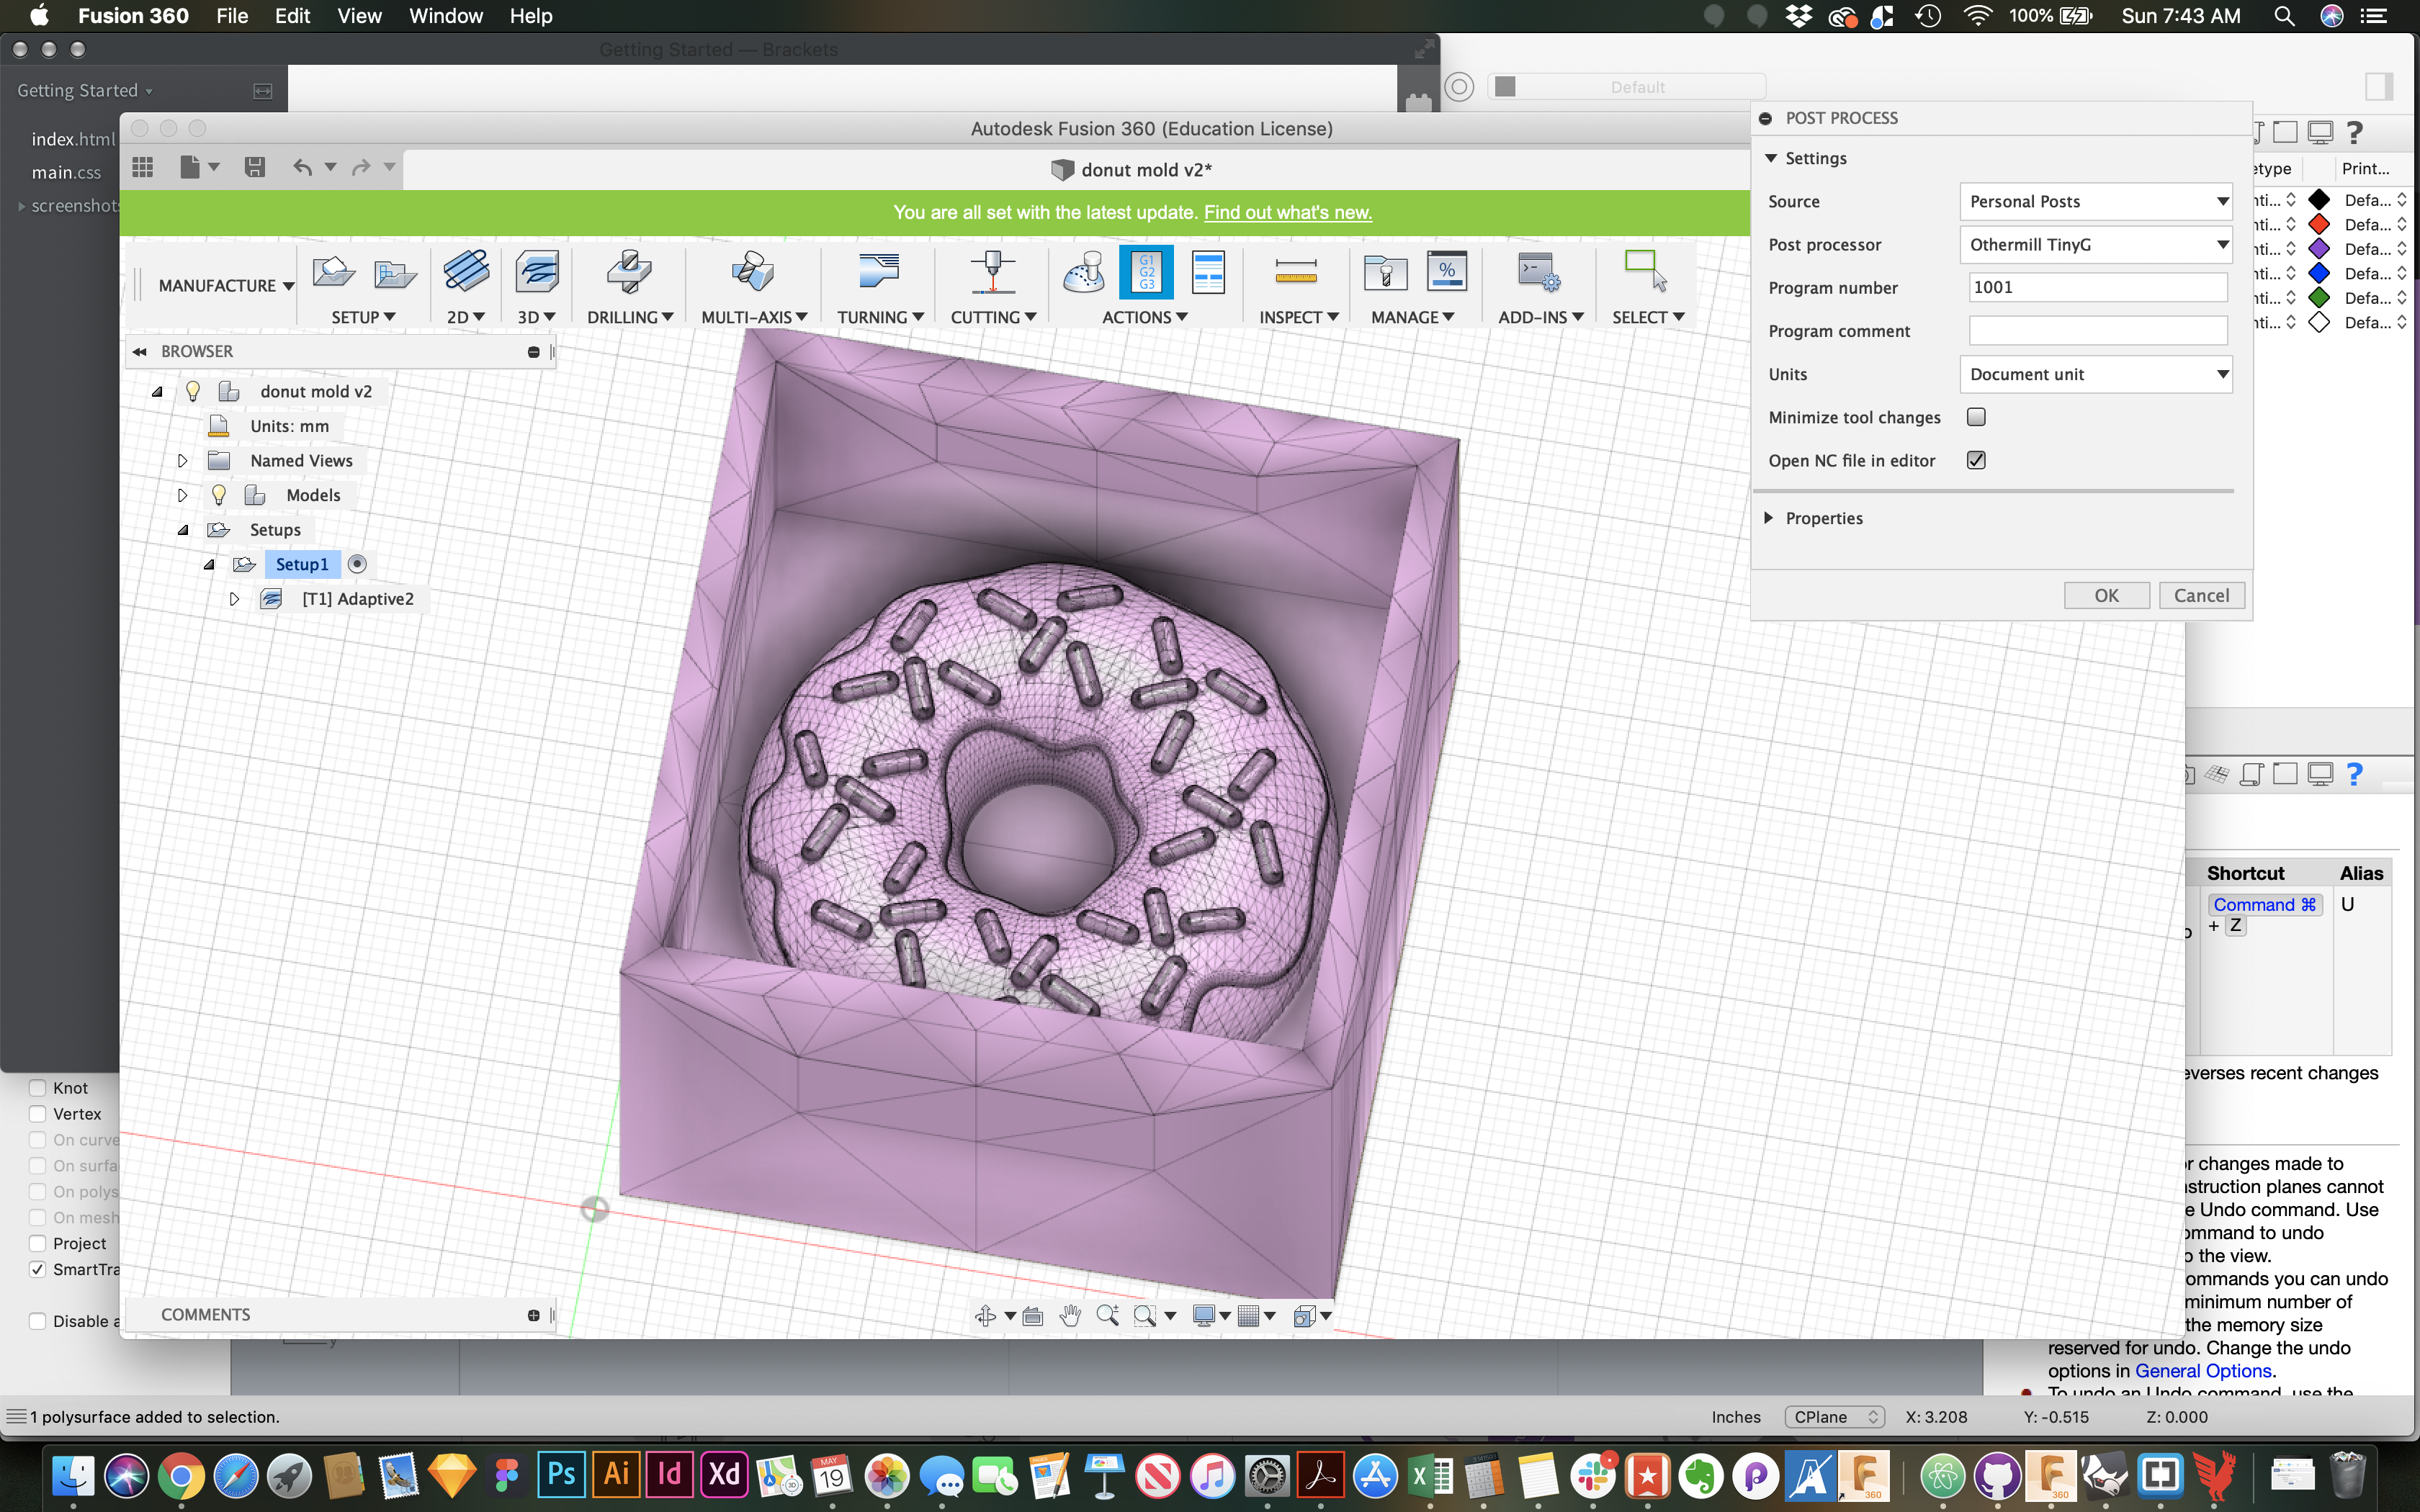 Fusion 360 File Edit View Window Help
100% Sun 7:43 AM
Getting Started — Brackets
Getting Started
index.html
main.css
screenshots
Default
Autodesk Fusion 360 (Education License)
donut mold v2*
You are all set with the latest update. Find out what's new.
MANUFACTURE
SETUP 2D 3D DRILLING MULTI-AXIS TURNING CUTTING ACTIONS INSPECT MANAGE ADD-INS SELECT
G1
G2
G3
%
BROWSER
donut mold v2
Units: mm
Named Views
Models
Setups
Setup1
[T1] Adaptive2
POST PROCESS
Settings
Source Personal Posts
Post processor Othermill TinyG
Program number 1001
Program comment
Units Document unit
Minimize tool changes
Open NC file in editor
Properties
OK Cancel
?
etype Print...
nti... Defa...
nti... Defa...
nti... Defa...
nti... Defa...
nti... Defa...
nti... Defa...
?
Shortcut Alias
Command ⌘ U
+ Z
everses recent changes
r changes made to
nstruction planes cannot
e Undo command. Use
ommand to undo
o the view.
ommands you can undo
minimum number of
the memory size
reserved for undo. Change the undo
options in General Options.
To undo an Undo command, use the
Knot
Vertex
On curve
On surfa
On polys
On mesh
Project
SmartTra
Disable a
COMMENTS
1 polysurface added to selection.
Inches CPlane X: 3.208 Y: -0.515 Z: 0.000
Ps Ai Id Xd
MAY
19
3D
PAGES
360
360